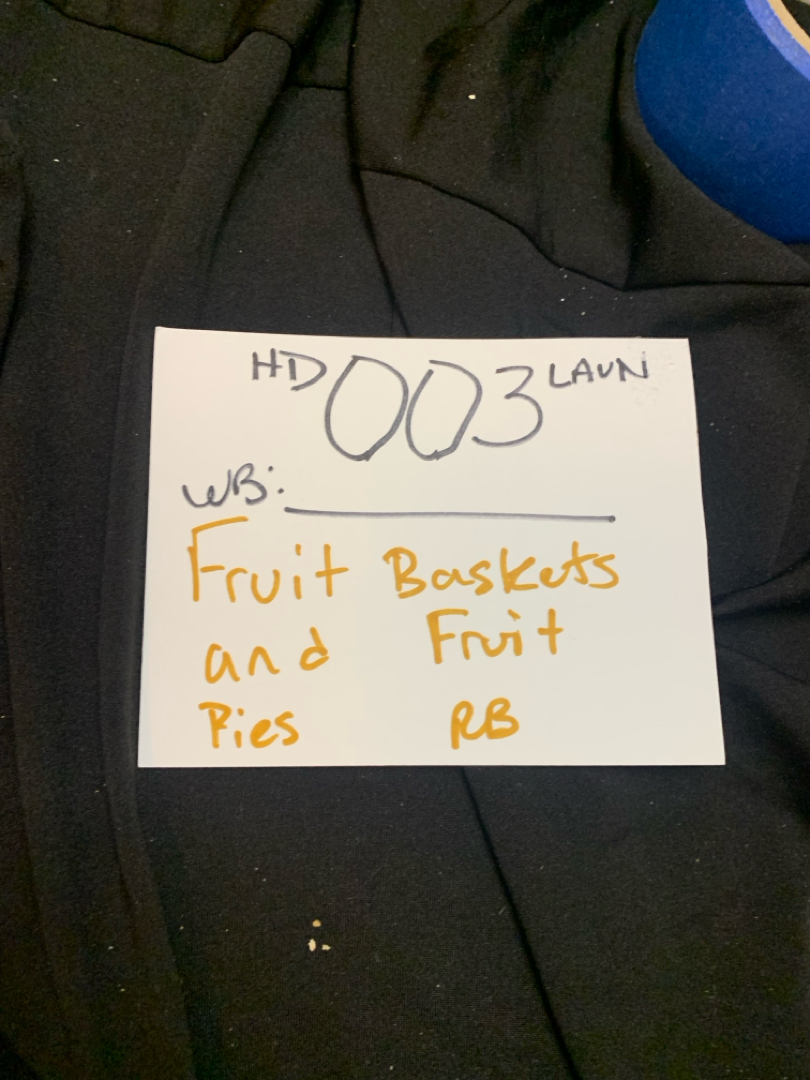 HD 003 LAUN
WB:
Fruit Baskets
and Fruit
Pies RB